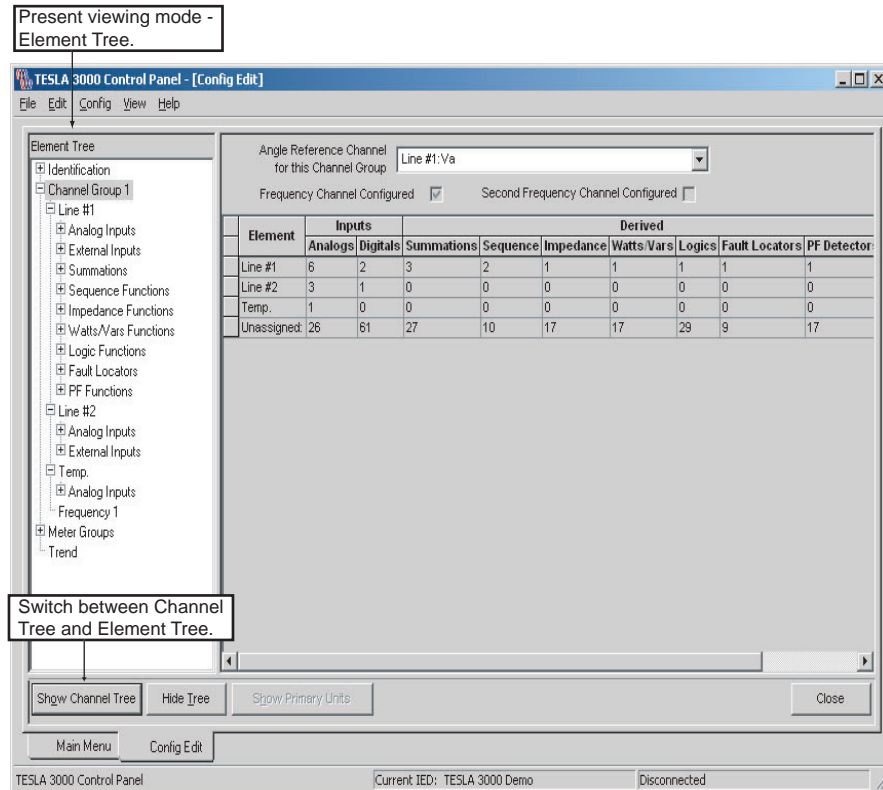 Present viewing mode -
Element Tree.
TESLA 3000 Control Panel - [Config Edit]
File Edit Config View Help
Element Tree
Identification
Channel Group 1
Line #1
Analog Inputs
External Inputs
Summations
Sequence Functions
Impedance Functions
Watts/Vars Functions
Logic Functions
Fault Locators
PF Functions
Line #2
Analog Inputs
External Inputs
Temp.
Analog Inputs
Frequency 1
Meter Groups
Trend
Angle Reference Channel
for this Channel Group
Line #1:Va
Frequency Channel Configured Second Frequency Channel Configured
Element Inputs Derived
Analogs Digitals Summations Sequence Impedance Watts/Vars Logics Fault Locators PF Detector
Line #1 6 2 3 2 1 1 1 1 1
Line #2 3 1 0 0 0 0 0 0 0
Temp. 1 0 0 0 0 0 0 0 0
Unassigned: 26 61 27 10 17 17 29 9 17
Switch between Channel
Tree and Element Tree.
Show Channel Tree Hide Tree Show Primary Units Close
Main Menu Config Edit
TESLA 3000 Control Panel Current IED: TESLA 3000 Demo Disconnected